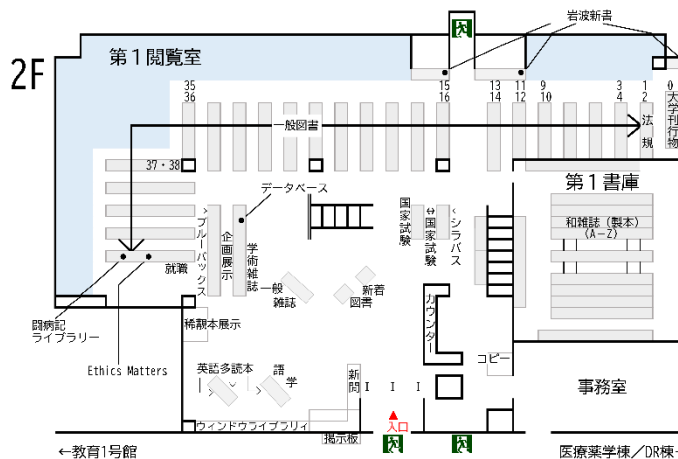 岩波新書
2F
第1閲覧室
35
36
15
16
13
14
11
12
9
10
3
4
1
2
0
大学刊行物
法規
一般図書
37・38
データベース
第1書庫
和雑誌(製本)
(A-Z)
>ブルーバックス
企画展示
学術雑誌
国家試験
⇔国家試験
<シラバス
就職
一般
雑誌
新着
図書
カウンター
闘病記
ライブラリー
稀覯本展示
Ethics Matters
英語多読本
語
学
新聞
コピー
事務室
入口
ウィンドウライブラリィ
掲示板
←教育1号館
医療薬学棟/DR棟→